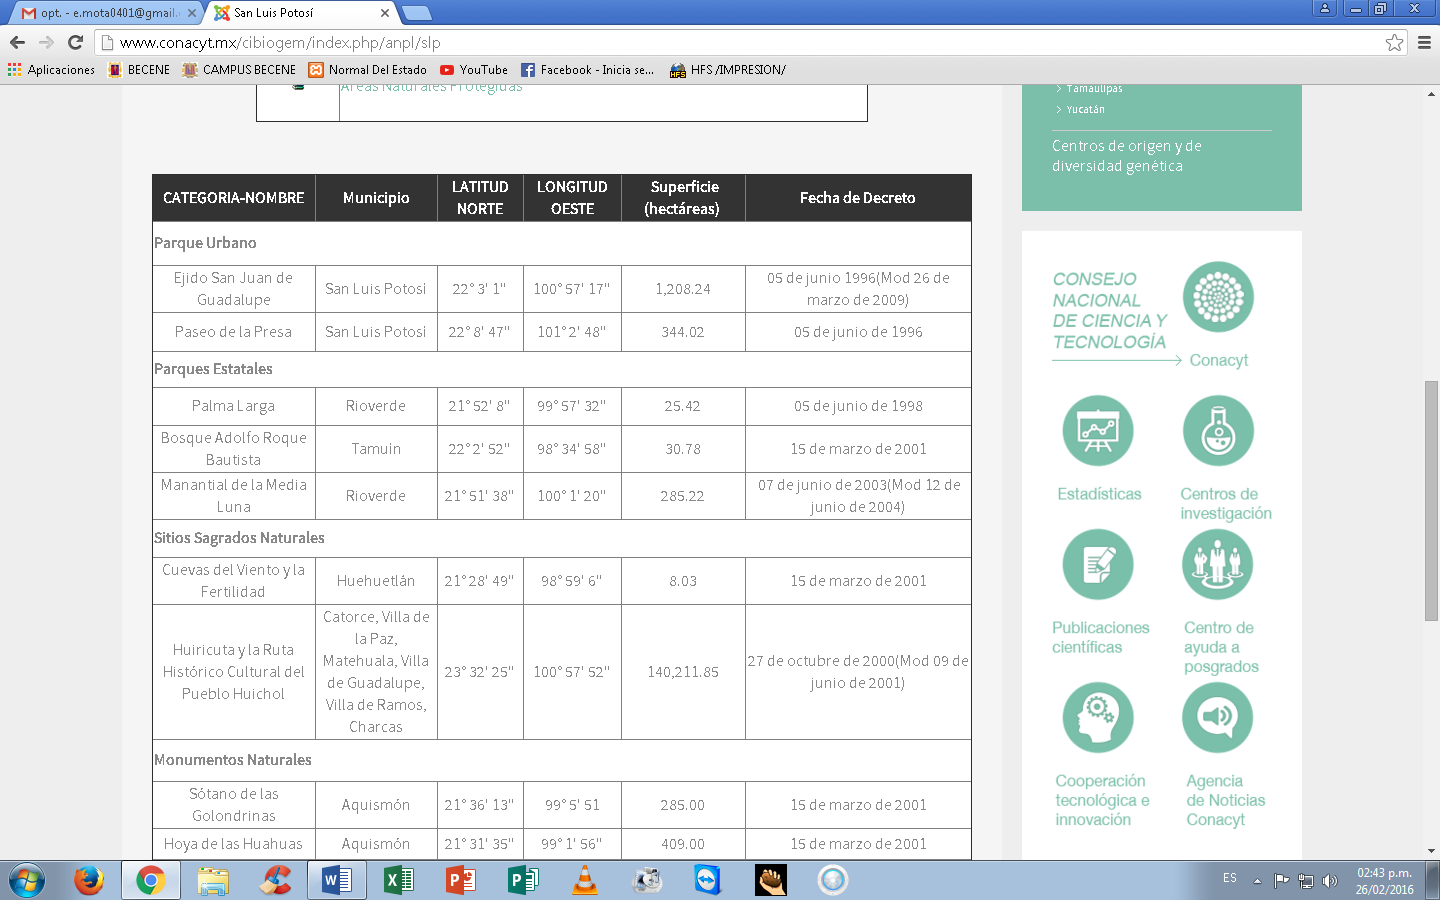 opt. - e.mota0401@gmail.
San Luis Potosí
www.conacyt.mx/cibiogem/index.php/anpl/slp
Aplicaciones BECENE CAMPUS BECENE Normal Del Estado YouTube Facebook - Inicia se... HFS /IMPRESION/
Áreas Naturales Protegidas
CATEGORIA-NOMBRE Municipio LATITUD NORTE LONGITUD OESTE Superficie (hectáreas) Fecha de Decreto
Parque Urbano
Ejido San Juan de Guadalupe San Luis Potosi 22° 3' 1" 100° 57' 17" 1,208.24 05 de junio 1996(Mod 26 de marzo de 2009)
Paseo de la Presa San Luis Potosi 22° 8' 47" 101° 2' 48" 344.02 05 de junio de 1996
Parques Estatales
Palma Larga Rioverde 21° 52' 8" 99° 57' 32" 25.42 05 de junio de 1998
Bosque Adolfo Roque Bautista Tamuin 22° 2' 52" 98° 34' 58" 30.78 15 de marzo de 2001
Manantial de la Media Luna Rioverde 21° 51' 38" 100° 1' 20" 285.22 07 de junio de 2003(Mod 12 de junio de 2004)
Sitios Sagrados Naturales
Cuevas del Viento y la Fertilidad Huehuetlán 21° 28' 49" 98° 59' 6" 8.03 15 de marzo de 2001
Huiricuta y la Ruta Histórico Cultural del Pueblo Huichol Catorce, Villa de la Paz, Matehuala, Villa de Guadalupe, Villa de Ramos, Charcas 23° 32' 25" 100° 57' 52" 140,211.85 27 de octubre de 2000(Mod 09 de junio de 2001)
Monumentos Naturales
Sótano de las Golondrinas Aquismón 21° 36' 13" 99° 5' 51 285.00 15 de marzo de 2001
Hoya de las Huahuas Aquismón 21° 31' 35" 99° 1' 56" 409.00 15 de marzo de 2001
Tamaulipas
Yucatán
Centros de origen y de
diversidad genética
CONSEJO
NACIONAL
DE CIENCIA Y
TECNOLOGÍA
Conacyt
Estadísticas
Centros de
investigación
Publicaciones
científicas
Centro de
ayuda a
posgrados
Cooperación
tecnológica e
innovación
Agencia
de Noticias
Conacyt
HFS
ES
02:43 p.m.
26/02/2016